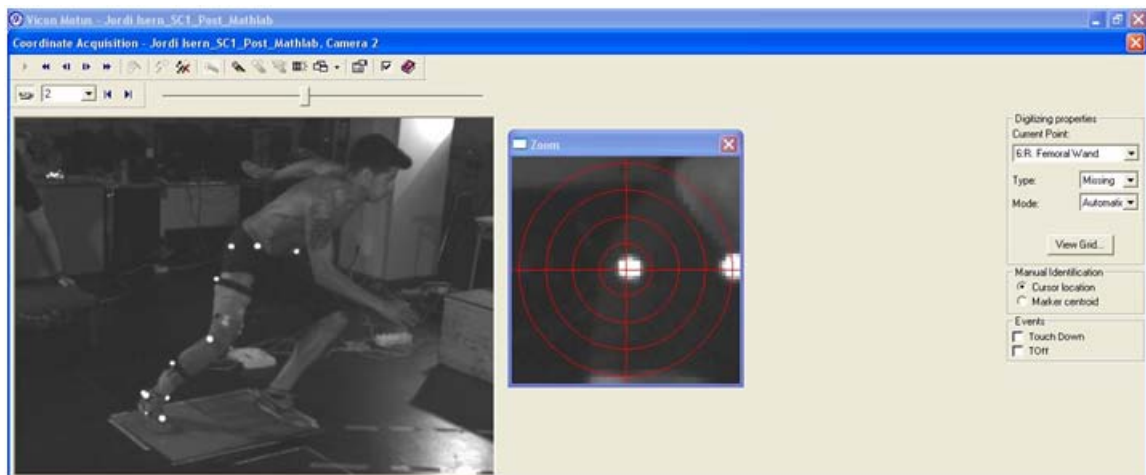 Vicon Motus - Jordi Isern_SC1_Post_Mathlab
Coordinate Acquisition - Jordi Isern_SC1_Post_Mathlab, Camera 2
2
Zoom
Digitizing properties
Current Point:
6:R. Femoral Wand
Type: Missing
Mode: Automatic
View Grid...
Manual Identification
Cursor location
Marker centroid
Events
Touch Down
TOff